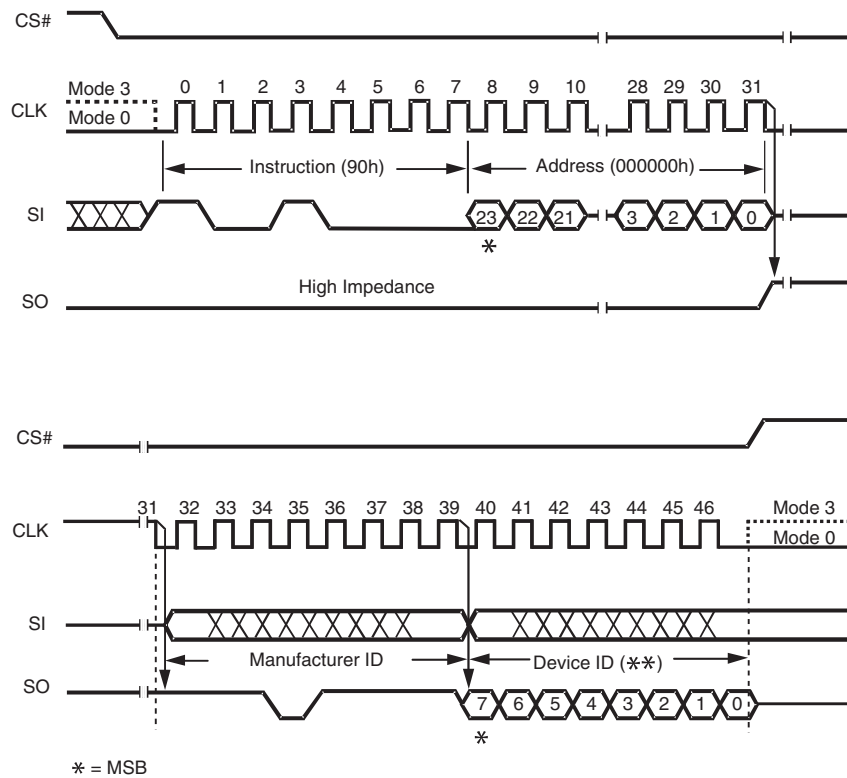 CS#
Mode 3
0 1 2 3 4 5 6 7 8 9 10 28 29 30 31
CLK
Mode 0
Instruction (90h)
Address (000000h)
SI
23 22 21 3 2 1 0
*
High Impedance
SO
CS#
31 32 33 34 35 36 37 38 39 40 41 42 43 44 45 46
Mode 3
CLK
Mode 0
SI
Manufacturer ID
Device ID (**)
SO
7 6 5 4 3 2 1 0
*
* = MSB